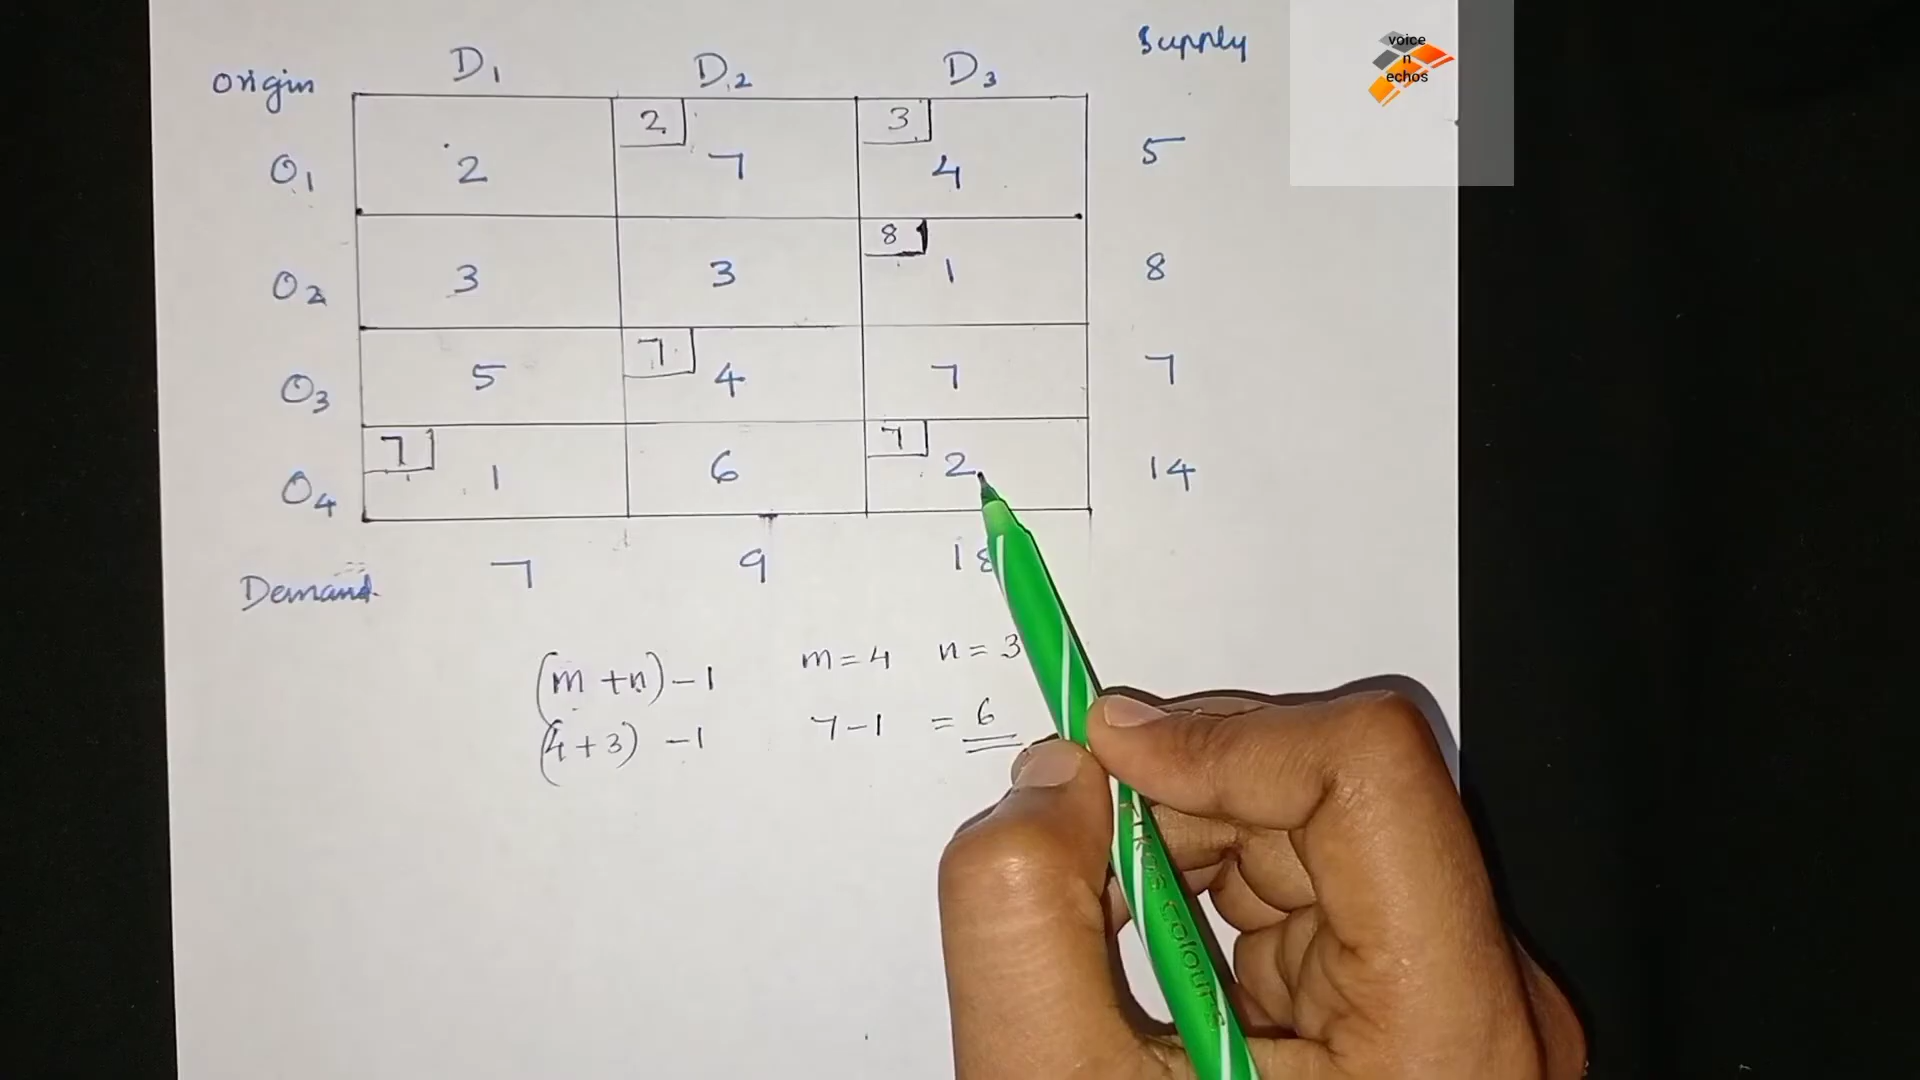 voice
n
echos
Origin D1 D2 D3 Supply
2 3
O1 2 7 4 5
8
O2 3 3 1 8
7
O3 5 4 7 7
7 7
O4 1 6 2 14
Demand 7 9 18
(m+n)-1 m=4 n=3
(4+3) -1 7-1 = 6
colours